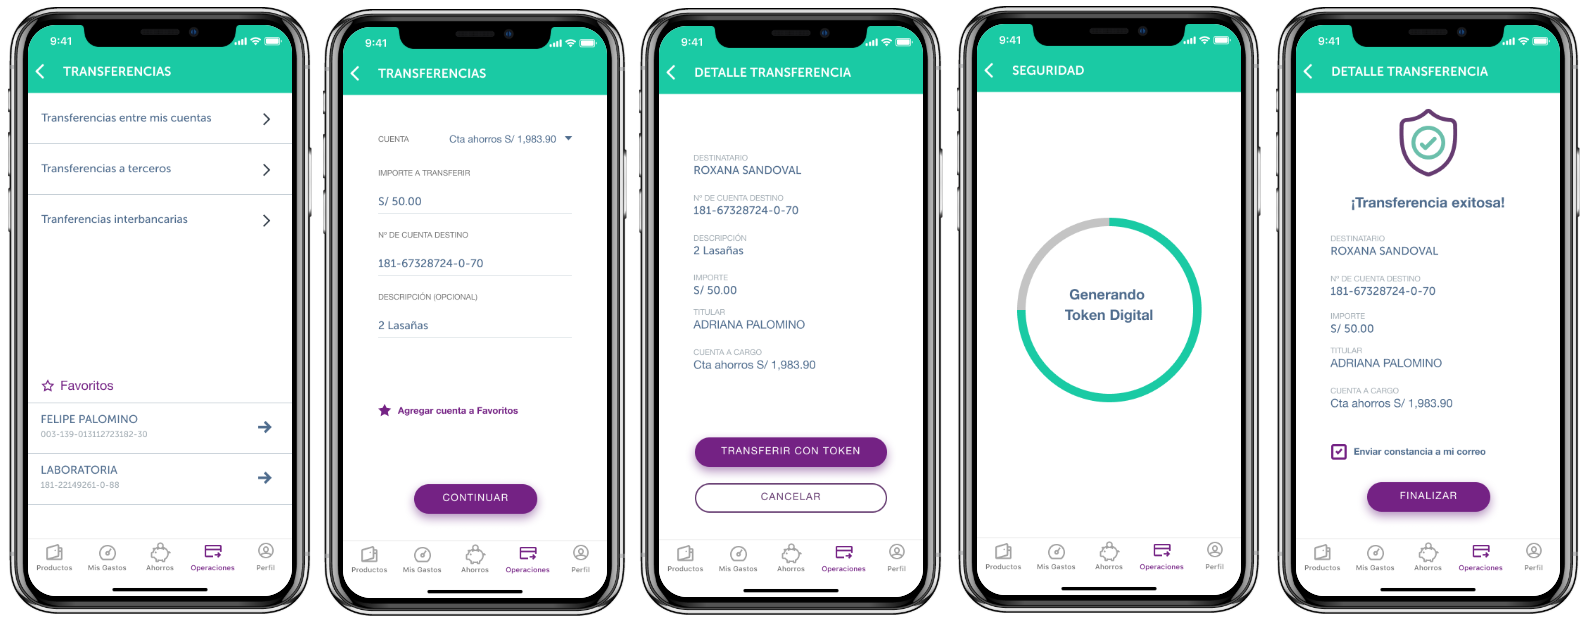 9:41
TRANSFERENCIAS
Transferencias entre mis cuentas
Transferencias a terceros
Tranferencias interbancarias
Favoritos
FELIPE PALOMINO
003-139-013112723182-30
LABORATORIA
181-22149261-0-88
Productos
Mis Gastos
Ahorros
Operaciones
Perfil
9:41
TRANSFERENCIAS
CUENTA
Cta ahorros S/ 1,983.90
IMPORTE A TRANSFERIR
S/ 50.00
N° DE CUENTA DESTINO
181-67328724-0-70
DESCRIPCIÓN (OPCIONAL)
2 Lasañas
Agregar cuenta a Favoritos
CONTINUAR
Productos
Mis Gastos
Ahorros
Operaciones
Perfil
9:41
DETALLE TRANSFERENCIA
DESTINATARIO
ROXANA SANDOVAL
N° DE CUENTA DESTINO
181-67328724-0-70
DESCRIPCIÓN
2 Lasañas
IMPORTE
S/ 50.00
TITULAR
ADRIANA PALOMINO
CUENTA A CARGO
Cta ahorros S/ 1,983.90
TRANSFERIR CON TOKEN
CANCELAR
Productos
Mis Gastos
Ahorros
Operaciones
Perfil
9:41
SEGURIDAD
Generando
Token Digital
Productos
Mis Gastos
Ahorros
Operaciones
Perfil
9:41
DETALLE TRANSFERENCIA
¡Transferencia exitosa!
DESTINATARIO
ROXANA SANDOVAL
N° DE CUENTA DESTINO
181-67328724-0-70
IMPORTE
S/ 50.00
TITULAR
ADRIANA PALOMINO
CUENTA A CARGO
Cta ahorros S/ 1,983.90
Enviar constancia a mi correo
FINALIZAR
Productos
Mis Gastos
Ahorros
Operaciones
Perfil